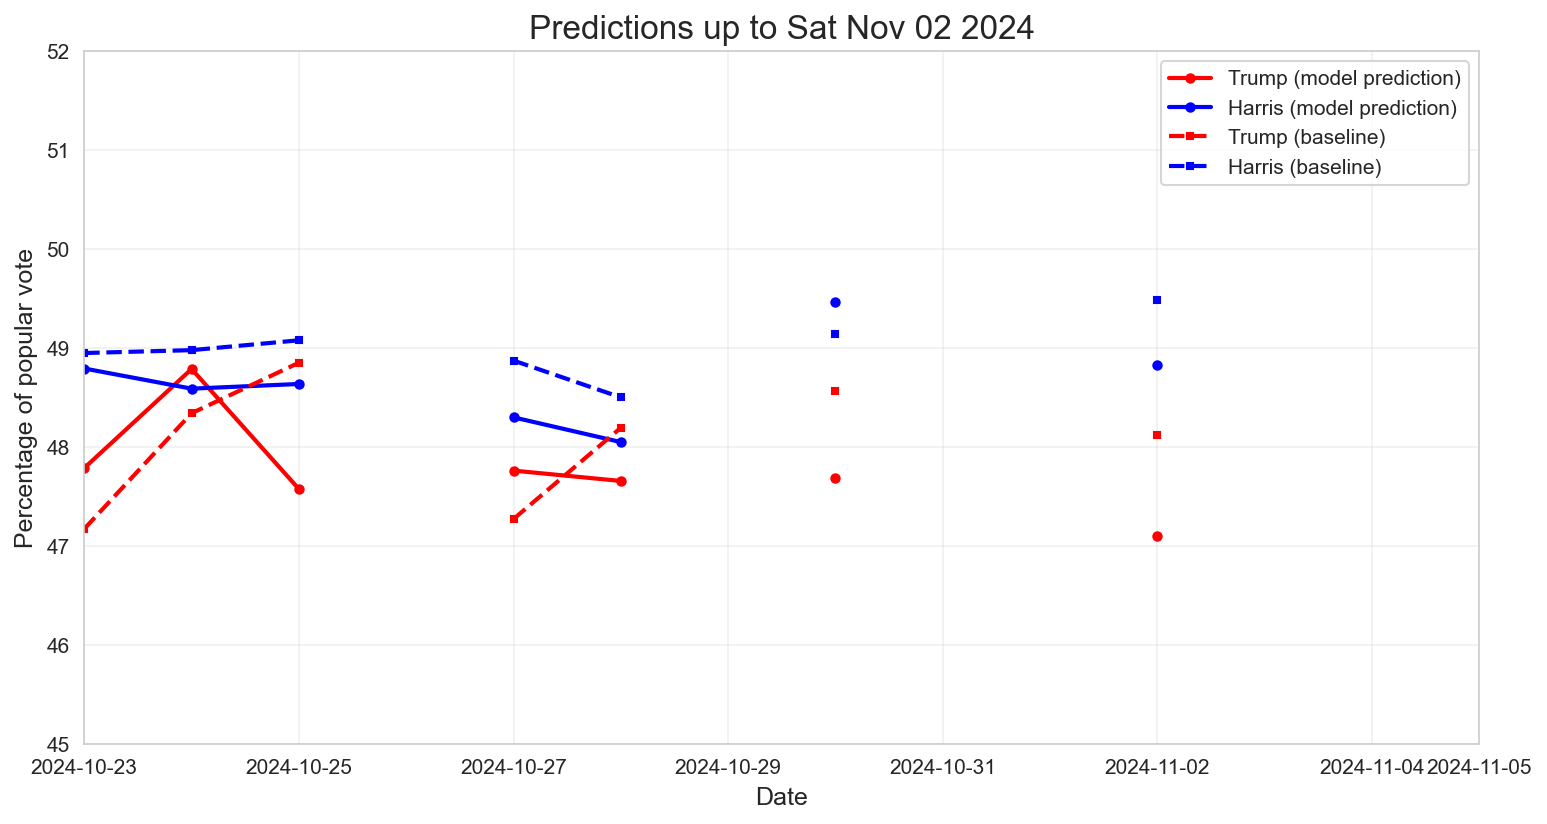 Predictions up to Sat Nov 02 2024
52
51
50
49
48
47
46
45
Percentage of popular vote
Trump (model prediction)
Harris (model prediction)
Trump (baseline)
Harris (baseline)
2024-10-23 2024-10-25 2024-10-27 2024-10-29 2024-10-31 2024-11-02 2024-11-04 2024-11-05
Date